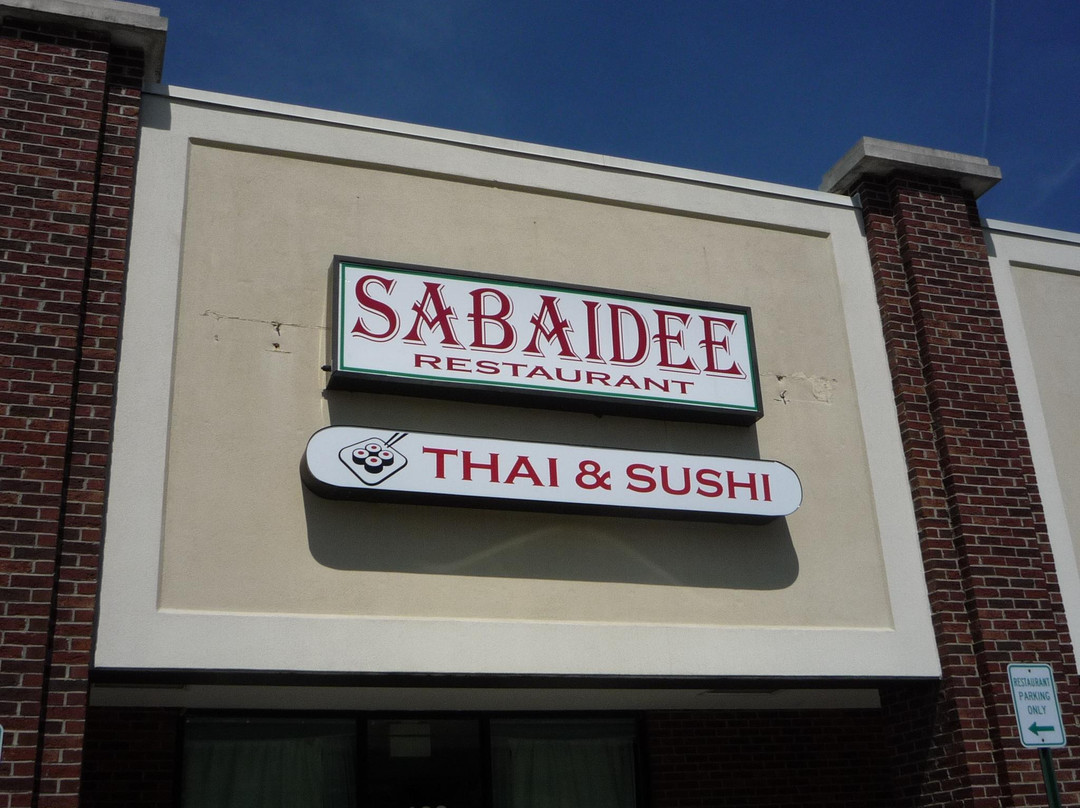 SABAIDEE
RESTAURANT
THAI & SUSHI
RESTAURANT
PARKING
ONLY